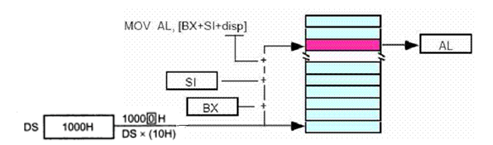 MOV AL, [BX+SI+disp]
AL
+
SI
+
BX
+
DS 1000H 10000H
DS × (10H)